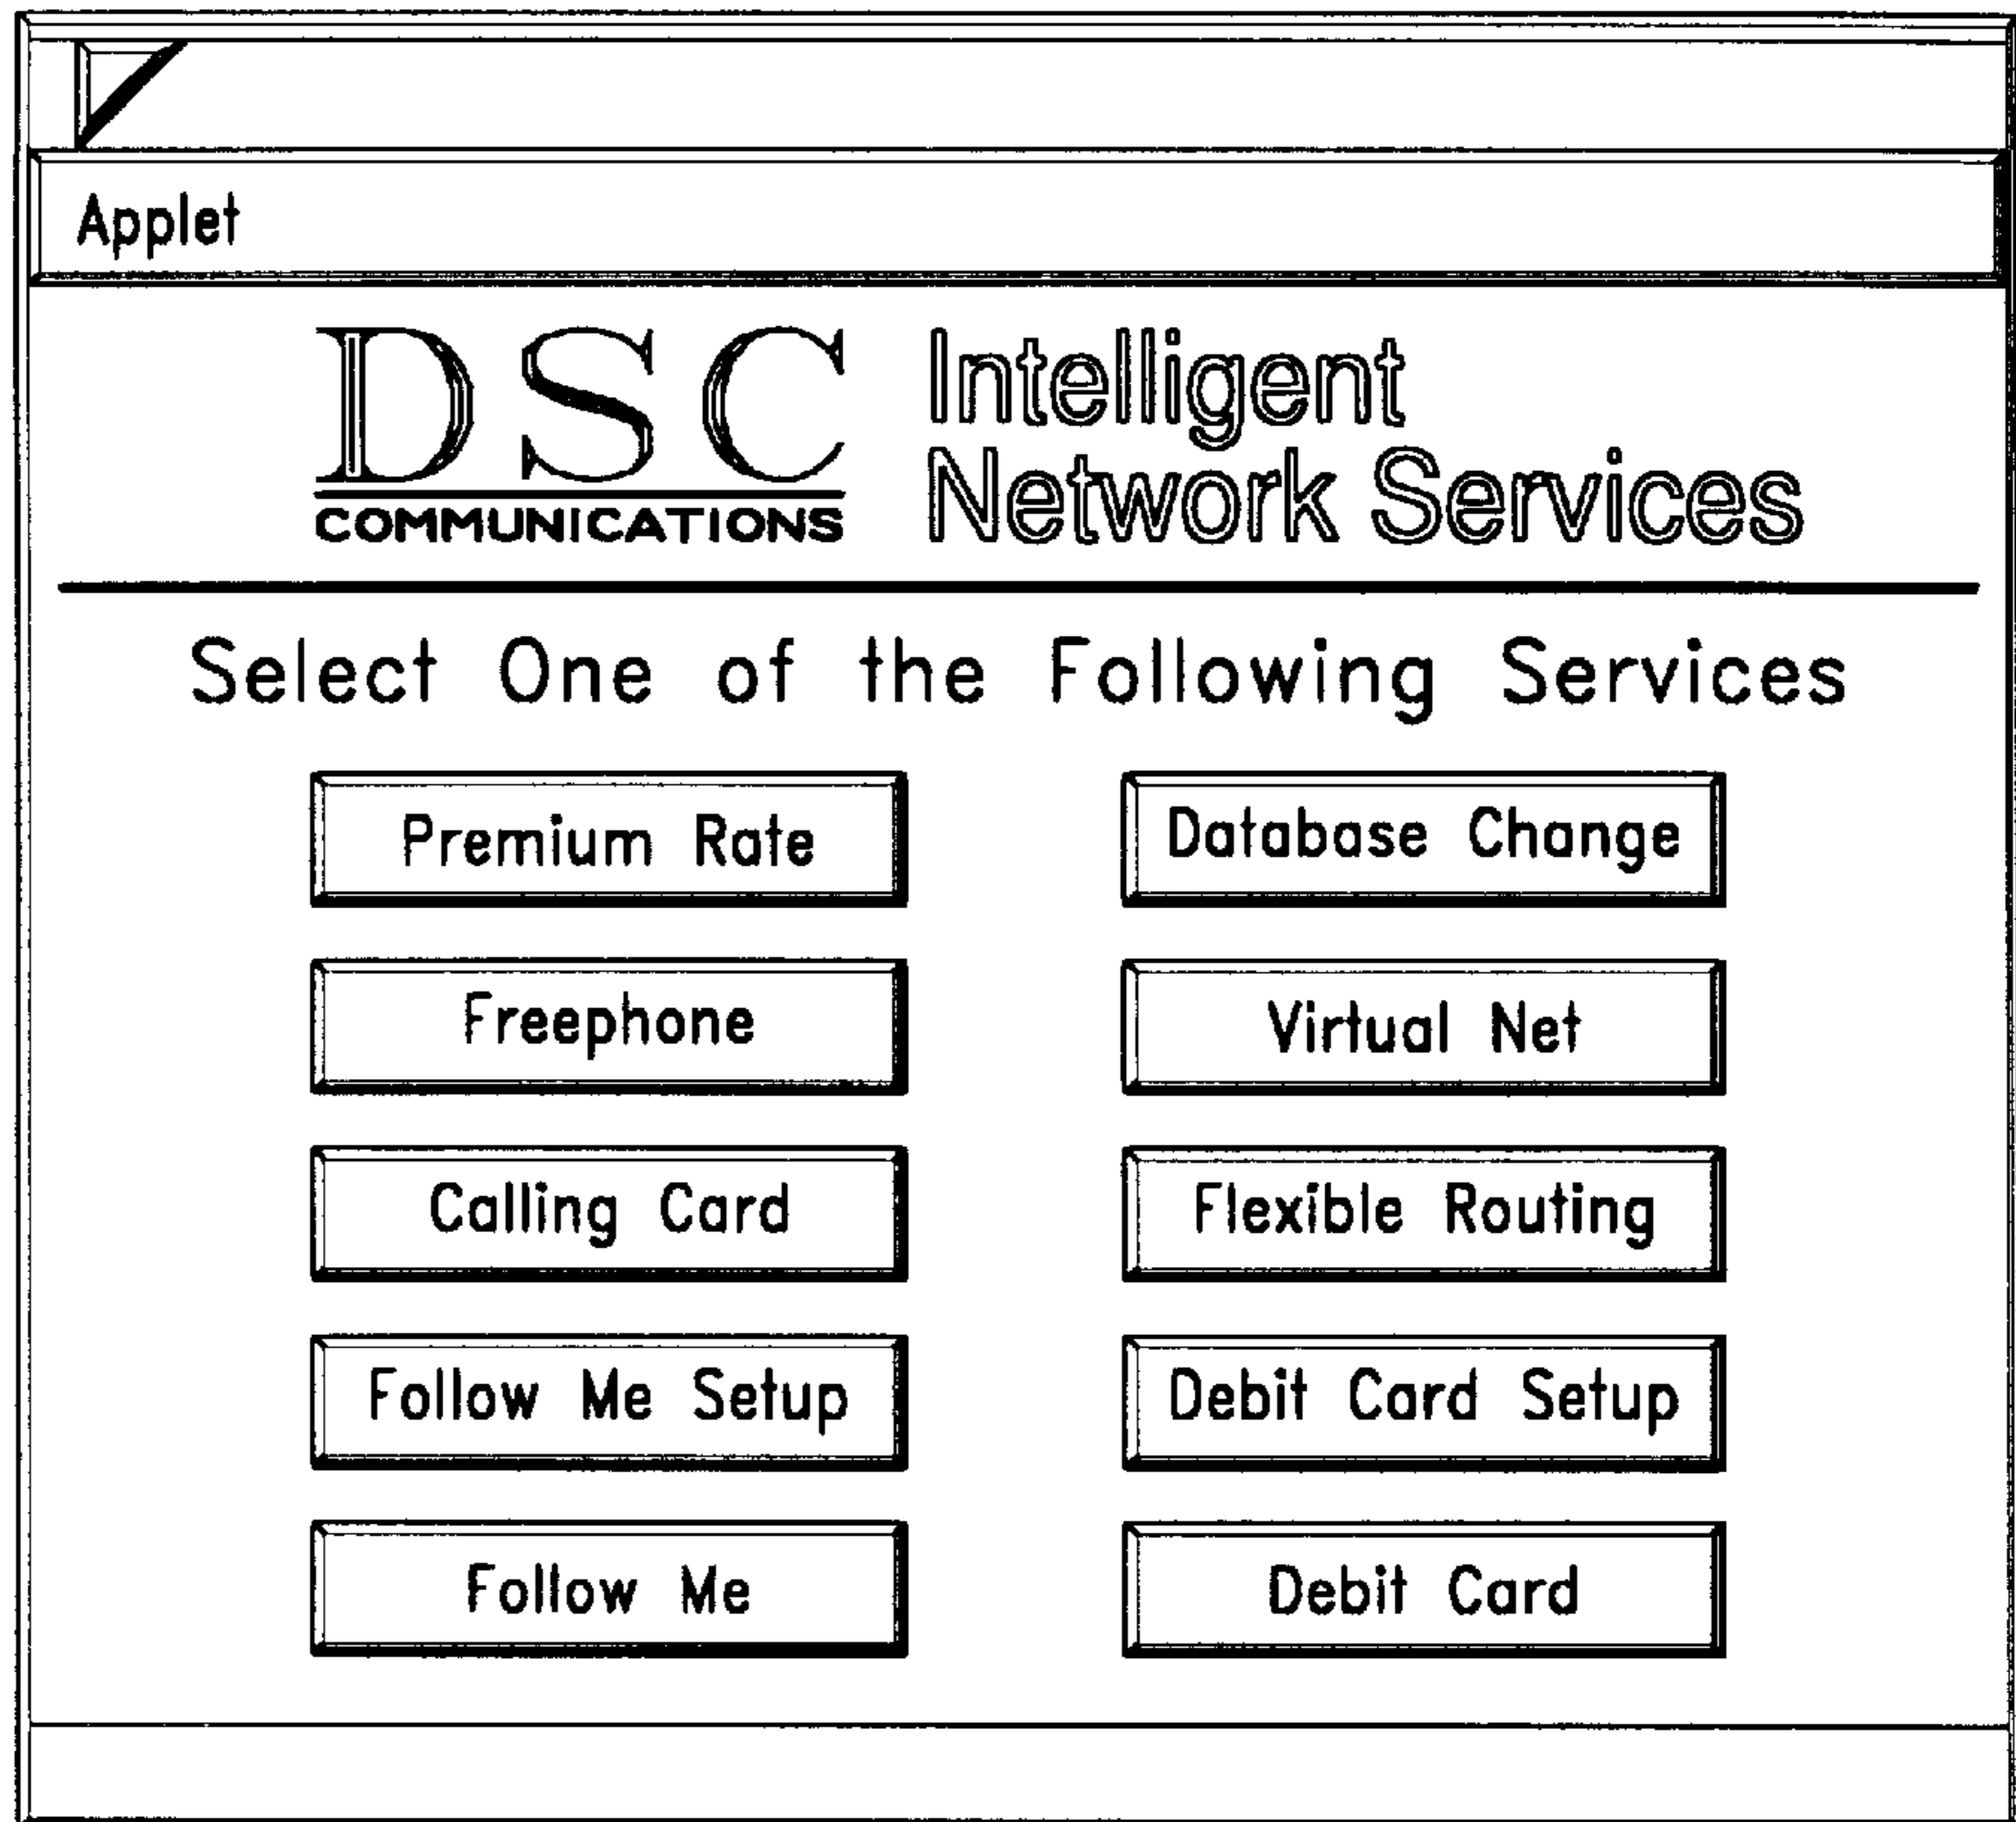 Applet
DSC
COMMUNICATIONS
Intelligent
Network Services
Select One of the Following Services
Premium Rate
Database Change
Freephone
Virtual Net
Calling Card
Flexible Routing
Follow Me Setup
Debit Card Setup
Follow Me
Debit Card